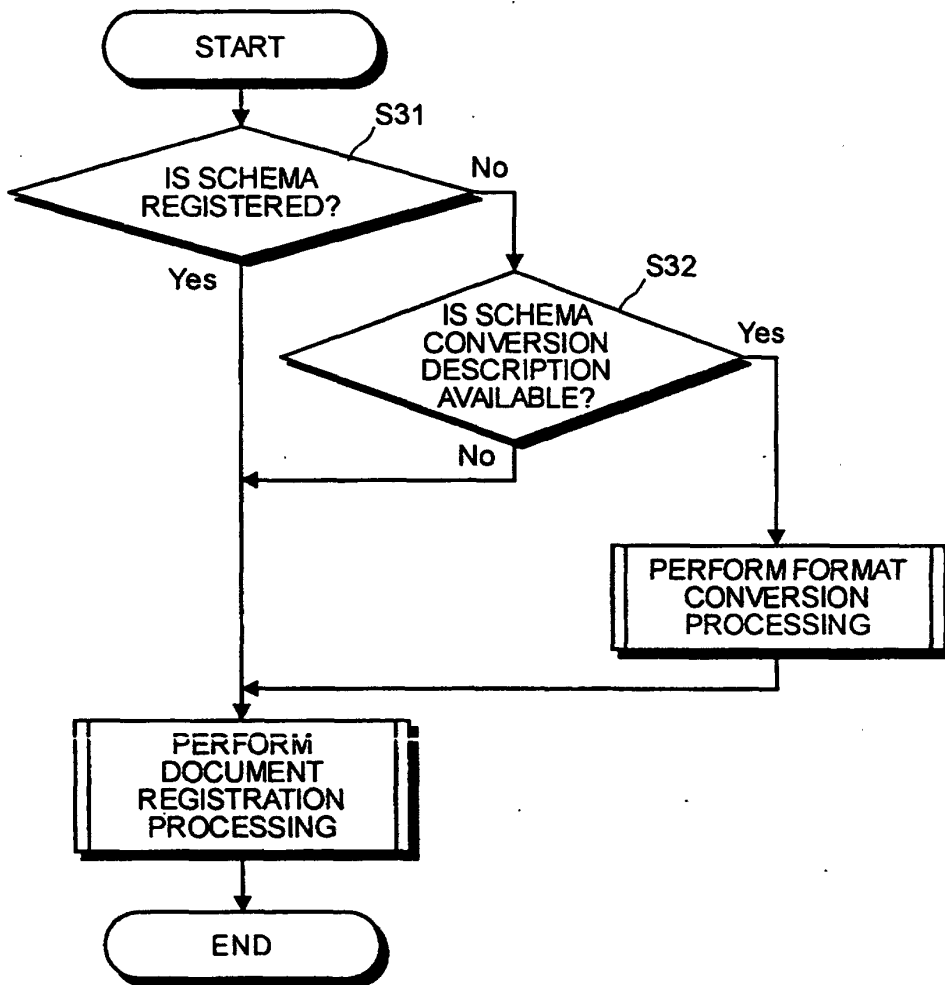 START
S31
IS SCHEMA
REGISTERED?
No
Yes
S32
IS SCHEMA
CONVERSION
DESCRIPTION
AVAILABLE?
Yes
No
PERFORM FORMAT
CONVERSION
PROCESSING
PERFORM
DOCUMENT
REGISTRATION
PROCESSING
END